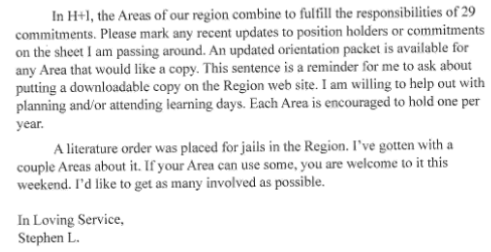 In H+I, the Areas of our region combine to fulfill the responsibilities of 29
commitments. Please mark any recent updates to position holders or commitments
on the sheet I am passing around. An updated orientation packet is available for
any Area that would like a copy. This sentence is a reminder for me to ask about
putting a downloadable copy on the Region web site. I am willing to help out with
planning and/or attending learning days. Each Area is encouraged to hold one per
year.
A literature order was placed for jails in the Region. I've gotten with a
couple Areas about it. If your Area can use some, you are welcome to it this
weekend. I'd like to get as many involved as possible.
In Loving Service,
Stephen L.